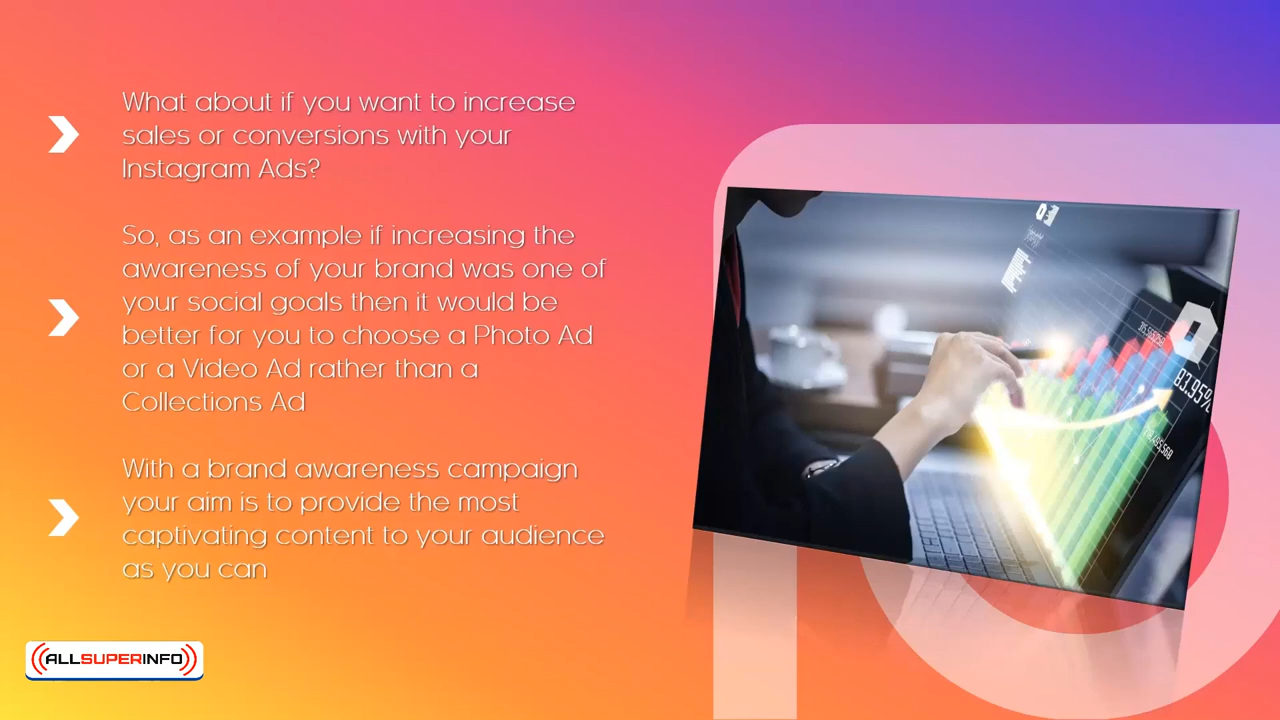 What about if you want to increase
sales or conversions with your
Instagram Ads?
So, as an example if increasing the
awareness of your brand was one of
your social goals then it would be
better for you to choose a Photo Ad
or a Video Ad rather than a
Collections Ad
With a brand awareness campaign
your aim is to provide the most
captivating content to your audience
as you can
83.95%
ALLSUPERINFO